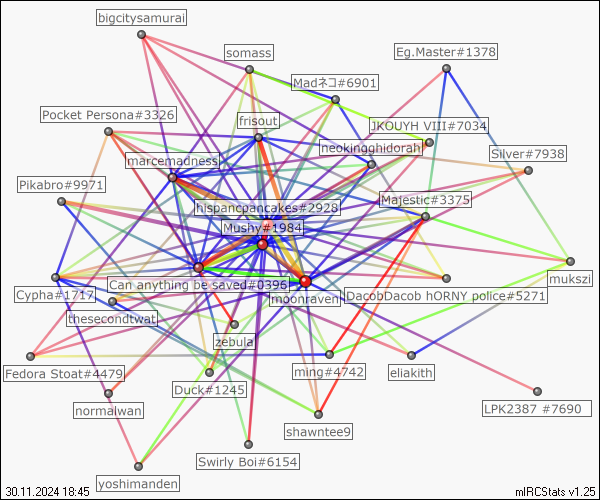 bigcitysamurai
somass
Eg.Master#1378
Madネコ#6901
Pocket Persona#3326
frisout
JKOUYH VIII#7034
neokingghidorah
Silver#7938
marcemadness
Pikabro#9971
hispancpancakes#2928
Majestic#3375
Mushy#1984
mukszi
Can anything be saved#0396
Cypha#1717
moonraven
DacobDacob hORNY police#5271
thesecondtwat
zebula
Fedora Stoat#4479
ming#4742
eliakith
Duck#1245
normaiwan
LPK2387 #7690
shawntee9
Swirly Boi#6154
yoshimanden
30.11.2024 18:45
mIRCStats v1.25